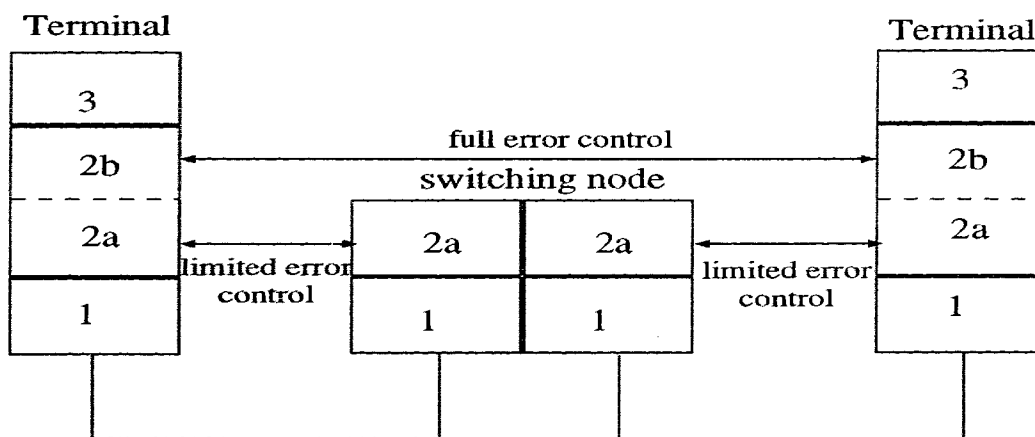 Terminal
Terminal
3
3
full error control
2b
2b
switching node
2a
2a
2a
2a
limited error
control
limited error
control
1
1
1
1